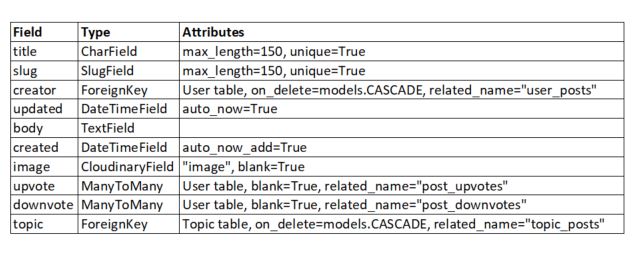 Field Type Attributes
title CharField max_length=150, unique=True
slug SlugField max_length=150, unique=True
creator ForeignKey User table, on_delete=models.CASCADE, related_name="user_posts"
updated DateTimeField auto_now=True
body TextField
created DateTimeField auto_now_add=True
image CloudinaryField "image", blank=True
upvote ManyToMany User table, blank=True, related_name="post_upvotes"
downvote ManyToMany User table, blank=True, related_name="post_downvotes"
topic ForeignKey Topic table, on_delete=models.CASCADE, related_name="topic_posts"